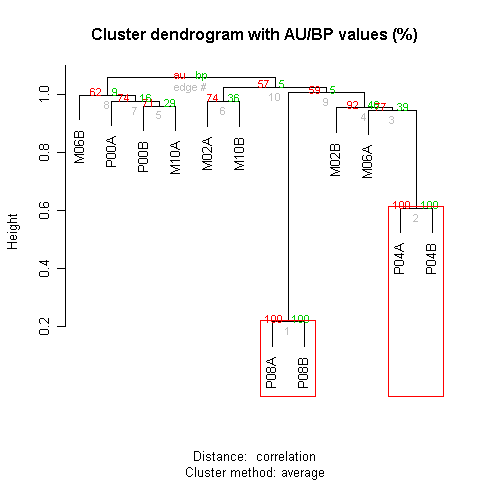 Cluster dendrogram with AU/BP values (%)
au bp
edge #
62 9
8
74 16
7
29
5
74 36
6
57 5
10
59 5
9
92 48
4
39
3
100 100
2
100 100
1
M06B
P00A
P00B
M10A
M02A
M10B
P08A
P08B
M02B
M06A
P04A
P04B
Height
1.0
0.8
0.6
0.4
0.2
Distance: correlation
Cluster method: average